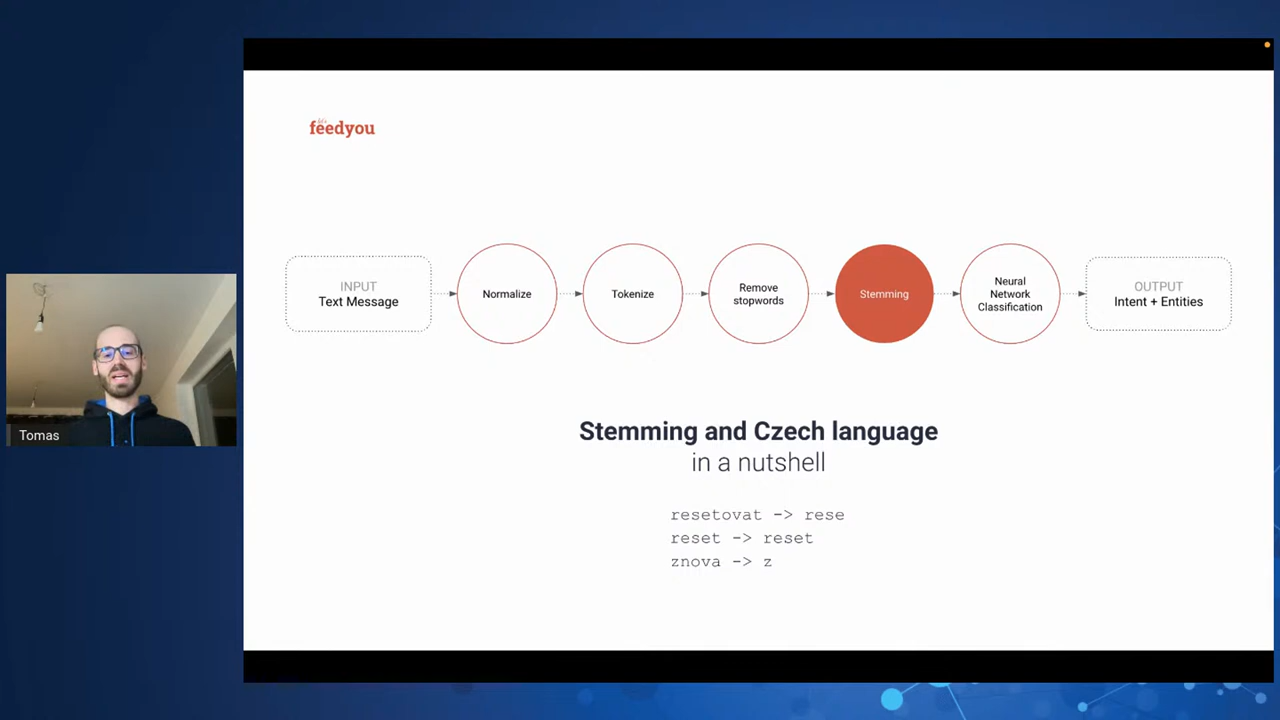 feedyou
INPUT
Text Message
Normalize
Tokenize
Remove
stopwords
Stemming
Neural
Network
Classification
OUTPUT
Intent + Entities
Tomas
Stemming and Czech language
in a nutshell
resetovat -> rese
reset -> reset
znova -> z